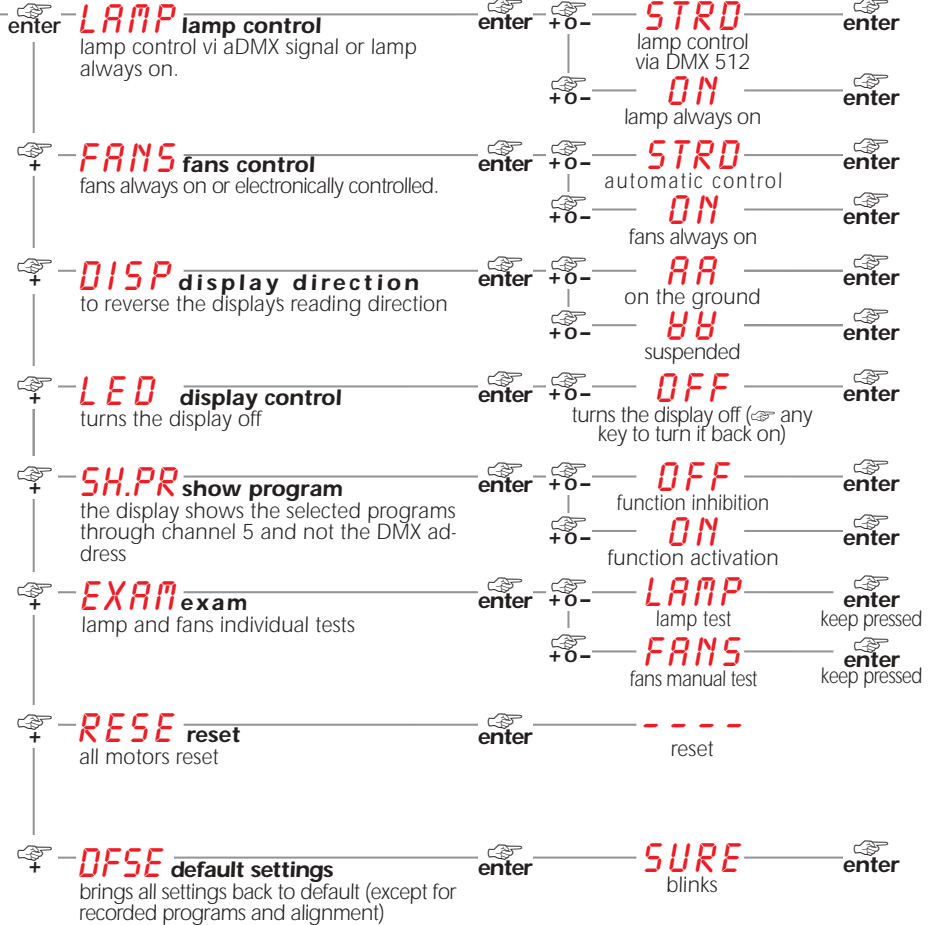 enter LAMP lamp control enter +o– STRD enter
lamp control vi aDMX signal or lamp
always on.
lamp control
via DMX 512
+o– ON enter
lamp always on
+ FANS fans control enter +o– STRD enter
fans always on or electronically controlled.
automatic control
+o– ON enter
fans always on
+ DISP display direction enter +o– AA enter
to reverse the displays reading direction
on the ground
+o– ɅɅ enter
suspended
+ LED display control enter +o– OFF enter
turns the display off
turns the display off (☞ any
key to turn it back on)
+ SH.PR show program enter +o– OFF enter
the display shows the selected programs
through channel 5 and not the DMX ad-
dress
function inhibition
+o– ON enter
function activation
+ EXAM exam enter +o– LAMP enter
lamp and fans individual tests
lamp test
keep pressed
+o– FANS enter
fans manual test
keep pressed
+ RESE reset enter - - - -
all motors reset
reset
+ DFSE default settings enter SURE enter
brings all settings back to default (except for
recorded programs and alignment)
blinks